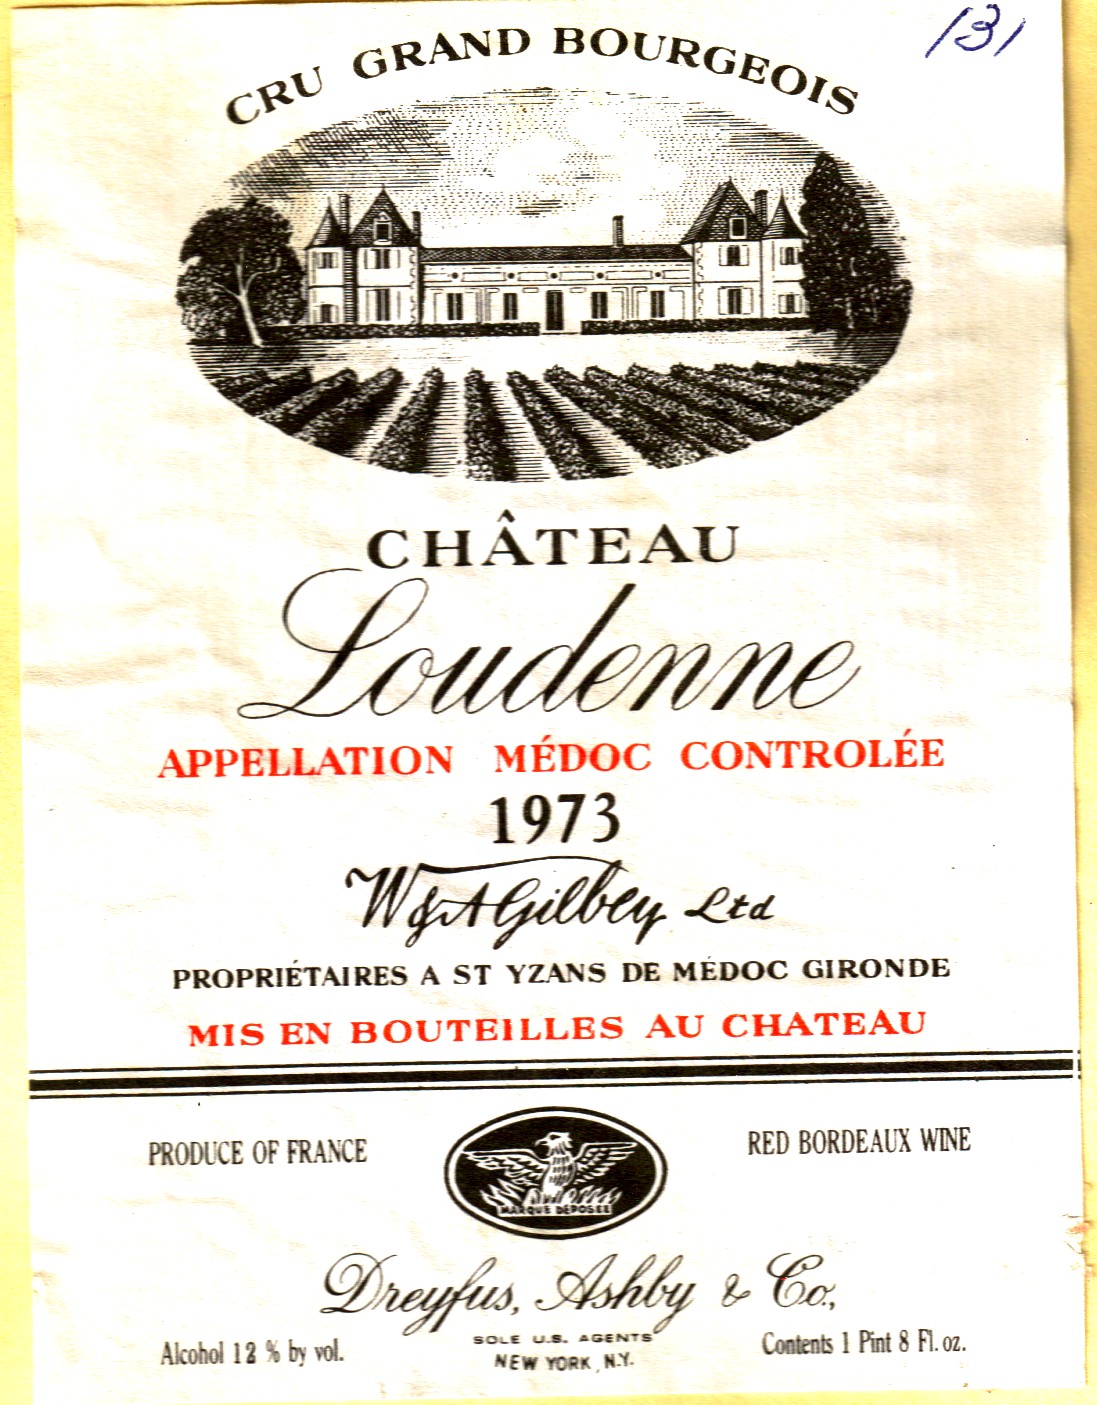 131
CRU GRAND BOURGEOIS
CHÂTEAU
Loudenne
APPELLATION MÉDOC CONTROLÉE
1973
W & A Gilbey Ltd
PROPRIÉTAIRES A ST YZANS DE MÉDOC GIRONDE
MIS EN BOUTEILLES AU CHATEAU
PRODUCE OF FRANCE
RED BORDEAUX WINE
MARQUE DEPOSEE
Dreyfus, Ashby & Co.,
SOLE U.S. AGENTS
NEW YORK, N.Y.
Alcohol 12 % by vol.
Contents 1 Pint 8 Fl. oz.